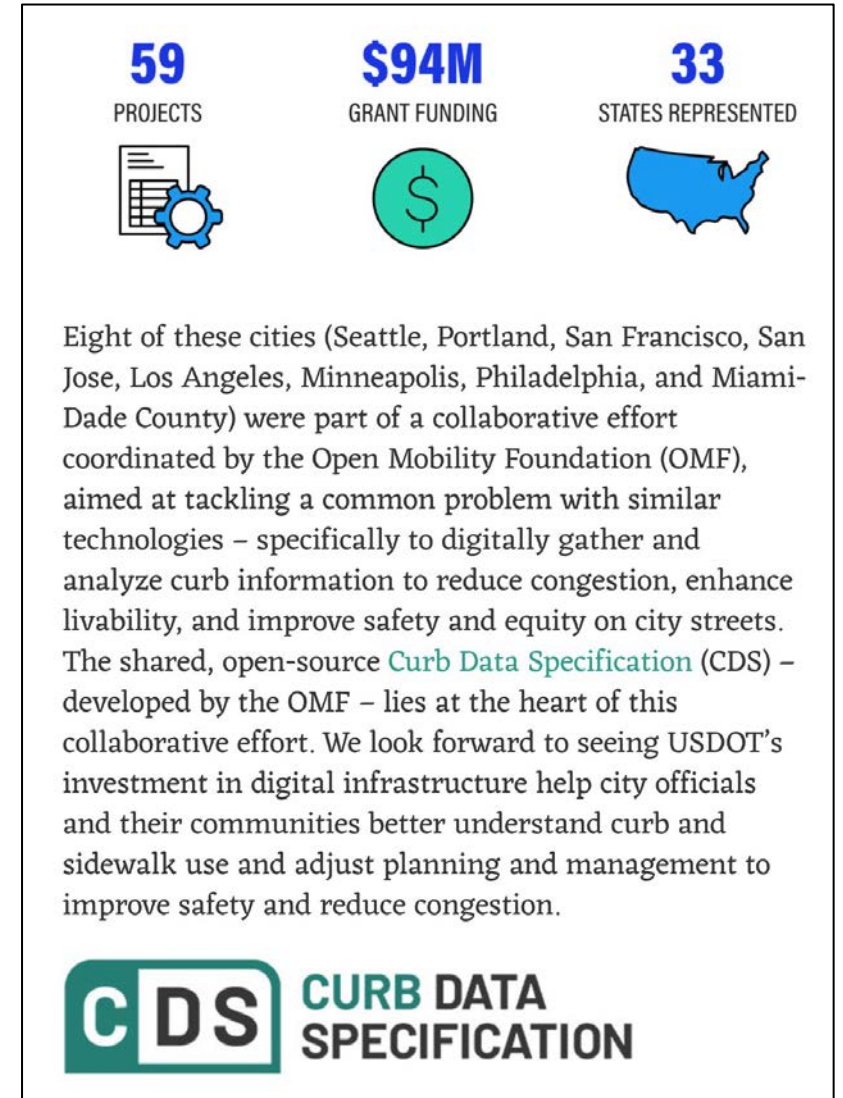 59
PROJECTS
$94M
GRANT FUNDING
33
STATES REPRESENTED
$
Eight of these cities (Seattle, Portland, San Francisco, San
Jose, Los Angeles, Minneapolis, Philadelphia, and Miami-
Dade County) were part of a collaborative effort
coordinated by the Open Mobility Foundation (OMF),
aimed at tackling a common problem with similar
technologies – specifically to digitally gather and
analyze curb information to reduce congestion, enhance
livability, and improve safety and equity on city streets.
The shared, open-source Curb Data Specification (CDS) –
developed by the OMF – lies at the heart of this
collaborative effort. We look forward to seeing USDOT’s
investment in digital infrastructure help city officials
and their communities better understand curb and
sidewalk use and adjust planning and management to
improve safety and reduce congestion.
CDS
CURB DATA
SPECIFICATION